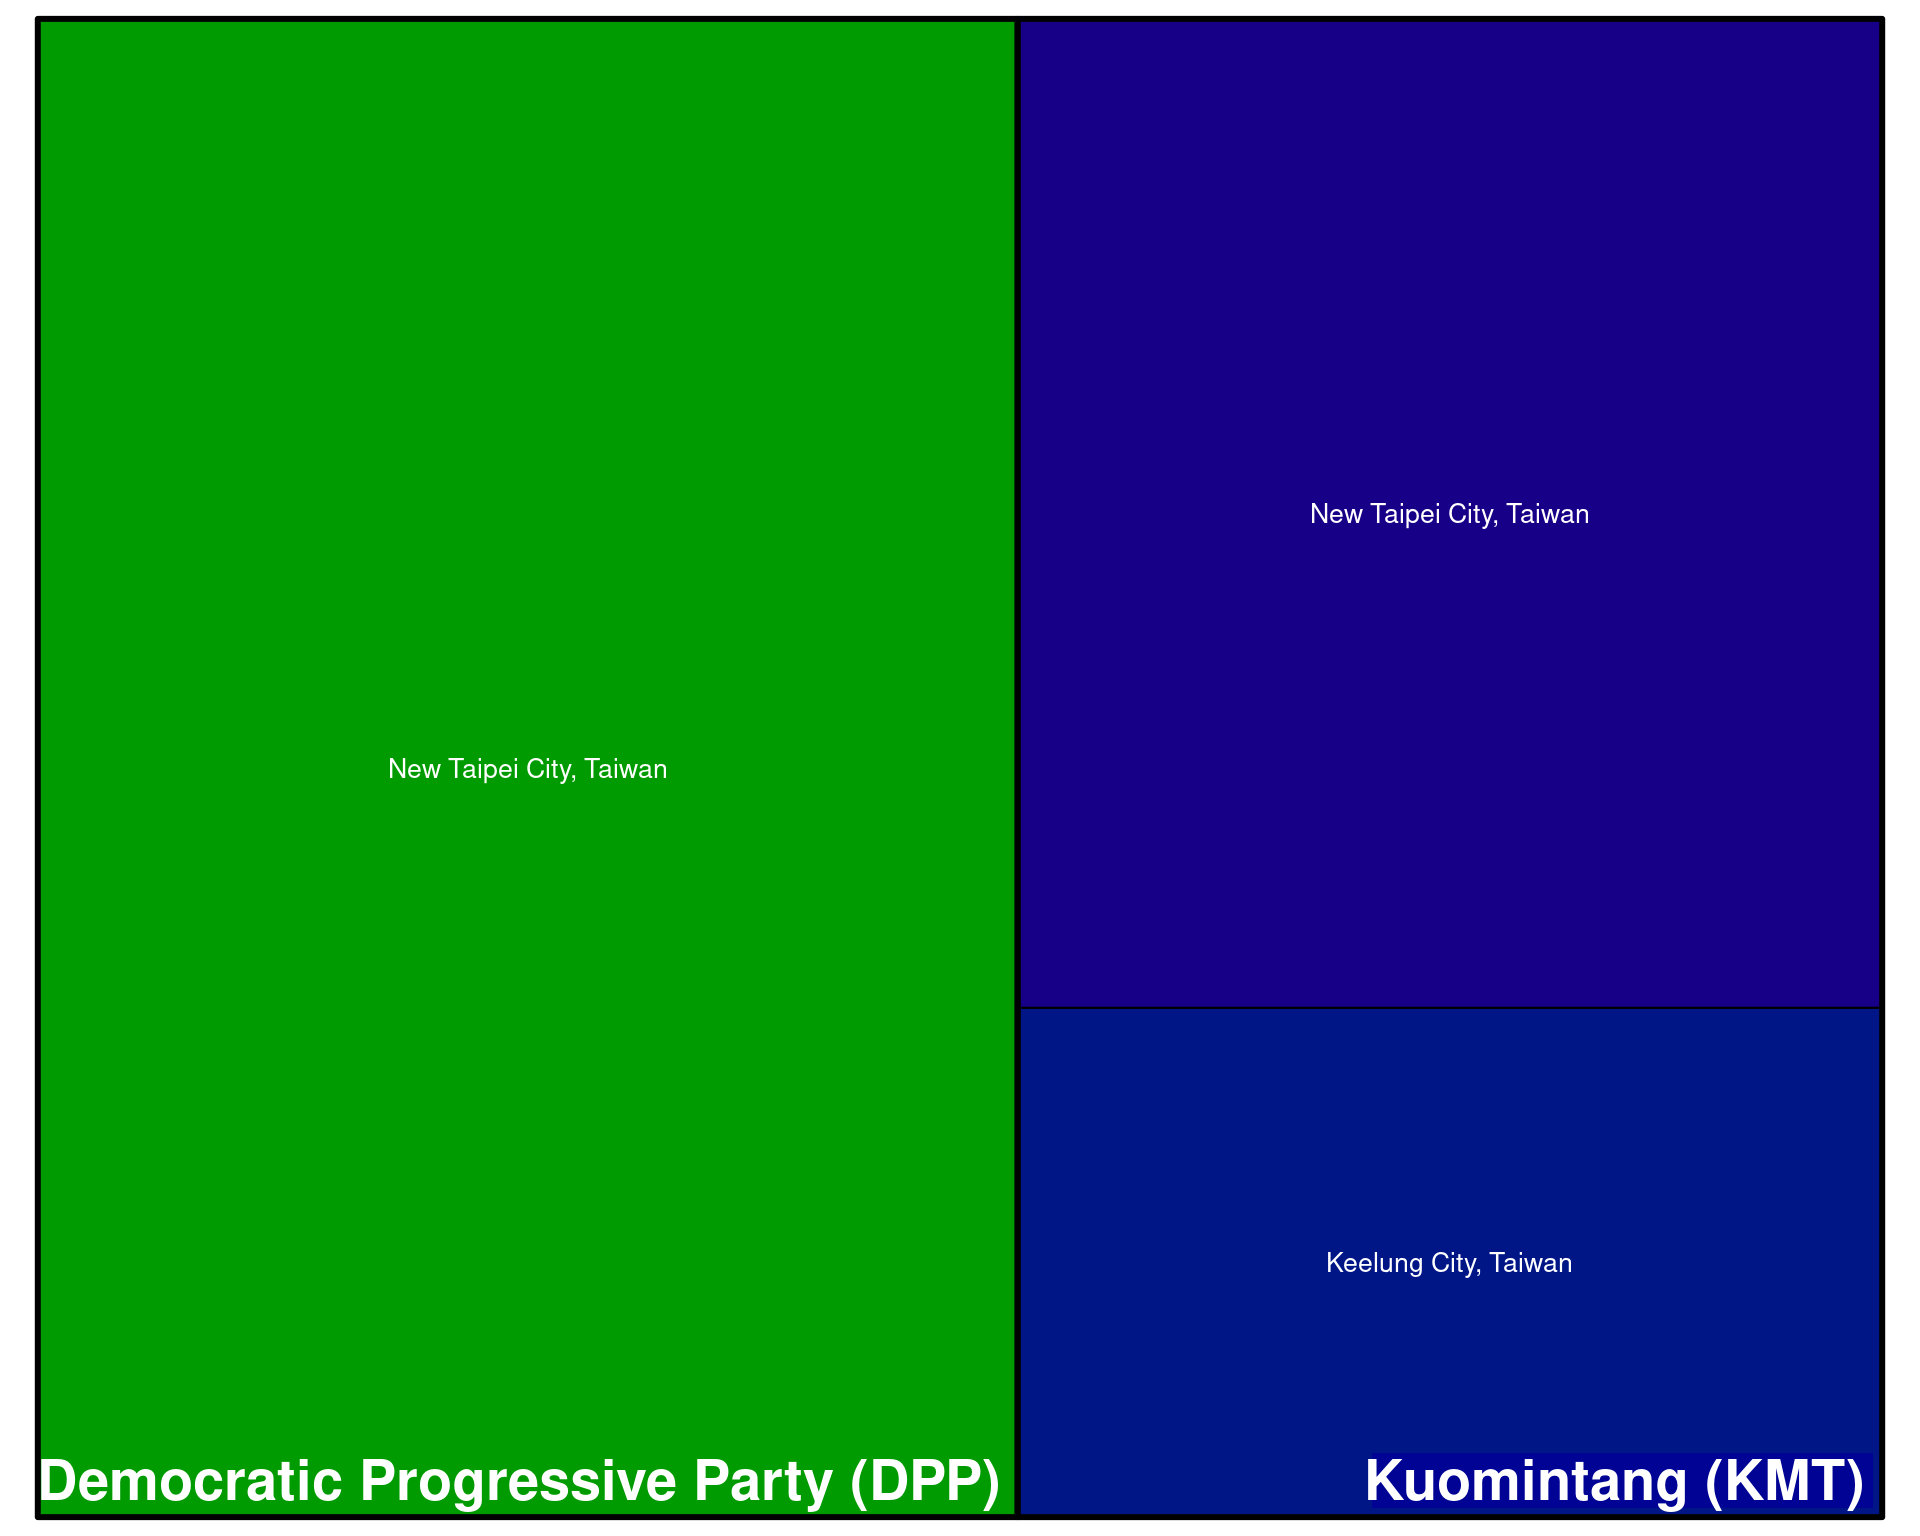 New Taipei City, Taiwan
Democratic Progressive Party (DPP)
New Taipei City, Taiwan
Keelung City, Taiwan
Kuomintang (KMT)